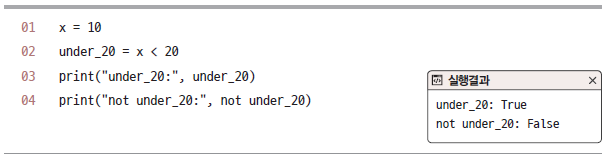 01 x = 10
02 under_20 = x < 20
03 print("under_20:", under_20)
04 print("not under_20:", not under_20)
실행결과
under_20: True
not under_20: False